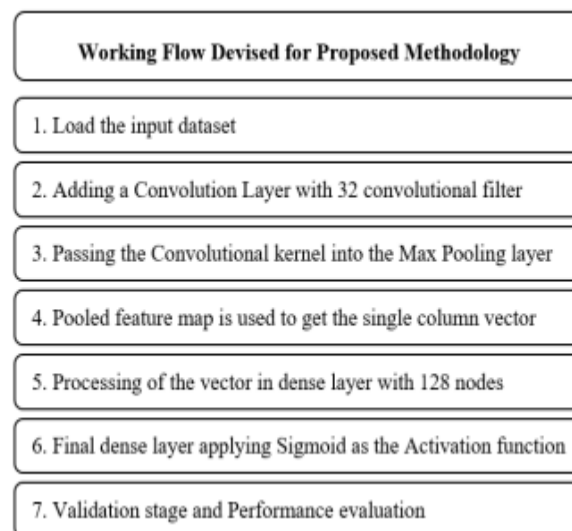 Working Flow Devised for Proposed Methodology
1. Load the input dataset
2. Adding a Convolution Layer with 32 convolutional filter
3. Passing the Convolutional kernel into the Max Pooling layer
4. Pooled feature map is used to get the single column vector
5. Processing of the vector in dense layer with 128 nodes
6. Final dense layer applying Sigmoid as the Activation function
7. Validation stage and Performance evaluation